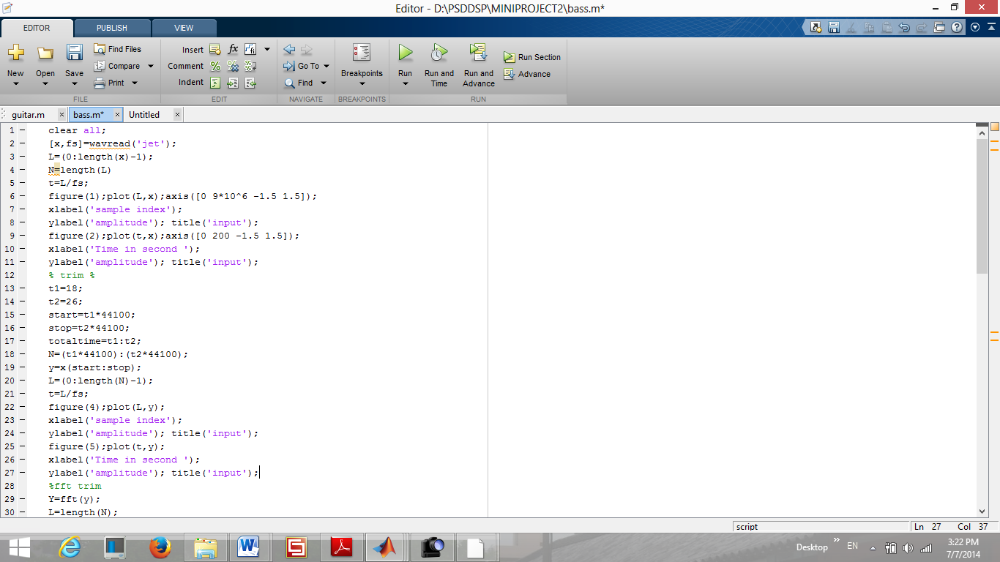 Editor - D:\PSDDSP\MINIPROJECT2\bass.m*
EDITOR PUBLISH VIEW
New Open Save Find Files Compare Print
FILE
Insert fx Comment Indent
EDIT
Go To Find
NAVIGATE
Breakpoints
BREAKPOINTS
Run Run and Time Run and Advance Run Section Advance
RUN
guitar.m × bass.m* × Untitled ×
1 – clear all;
2 – [x,fs]=wavread('jet');
3 – L=(0:length(x)-1);
4 – N=length(L)
5 – t=L/fs;
6 – figure(1);plot(L,x);axis([0 9*10^6 -1.5 1.5]);
7 – xlabel('sample index');
8 – ylabel('amplitude'); title('input');
9 – figure(2);plot(t,x);axis([0 200 -1.5 1.5]);
10 – xlabel('Time in second ');
11 – ylabel('amplitude'); title('input');
12 % trim %
13 – t1=18;
14 – t2=26;
15 – start=t1*44100;
16 – stop=t2*44100;
17 – totaltime=t1:t2;
18 – N=(t1*44100):(t2*44100);
19 – y=x(start:stop);
20 – L=(0:length(N)-1);
21 – t=L/fs;
22 – figure(4);plot(L,y);
23 – xlabel('sample index');
24 – ylabel('amplitude'); title('input');
25 – figure(5);plot(t,y);
26 – xlabel('Time in second ');
27 – ylabel('amplitude'); title('input');
28 %fft trim
29 – Y=fft(y);
30 – L=length(N);
script Ln 27 Col 37
Desktop » EN 3:22 PM
7/7/2014